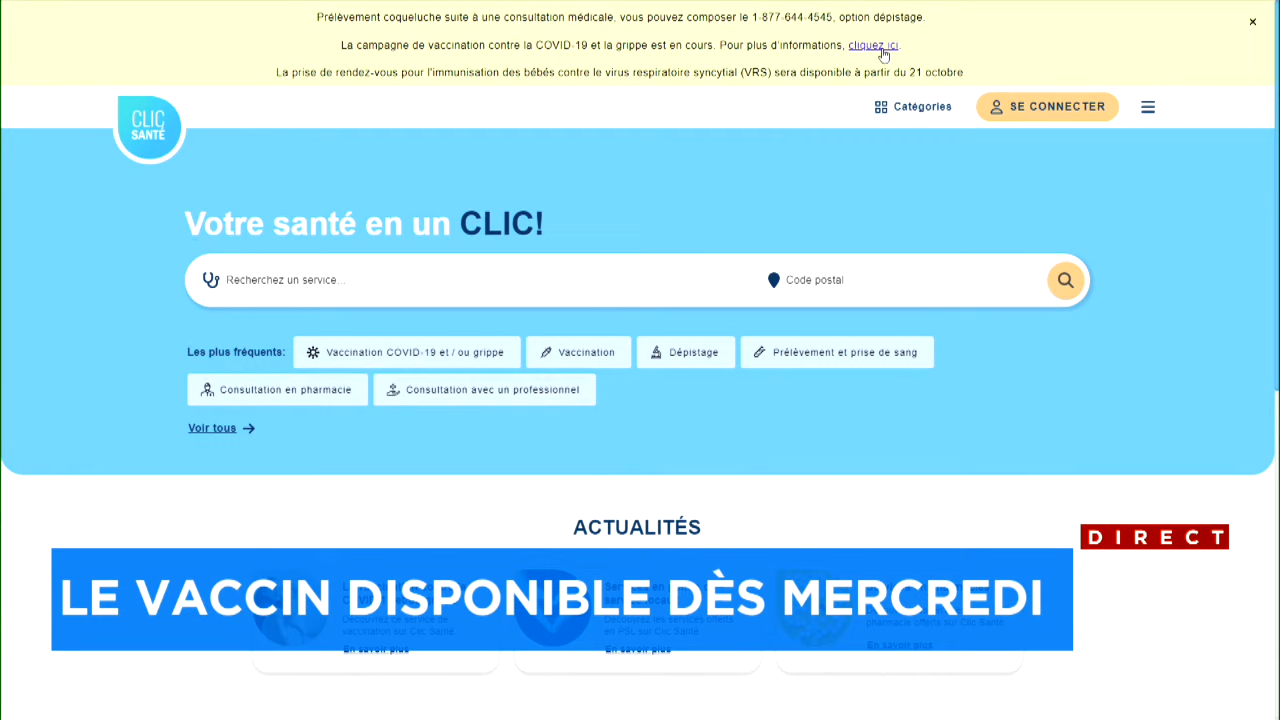 Prélèvement coqueluche suite à une consultation médicale, vous pouvez composer le 1-877-644-4545, option dépistage.
La campagne de vaccination contre la COVID-19 et la grippe est en cours. Pour plus d'informations, cliquez ici.
La prise de rendez-vous pour l'immunisation des bébés contre le virus respiratoire syncytial (VRS) sera disponible à partir du 21 octobre
CLIC SANTÉ
Catégories
SE CONNECTER
Votre santé en un CLIC!
Recherchez un service...
Code postal
Les plus fréquents:
Vaccination COVID-19 et / ou grippe
Vaccination
Dépistage
Prélèvement et prise de sang
Consultation en pharmacie
Consultation avec un professionnel
Voir tous
ACTUALITÉS
DIRECT
LE VACCIN DISPONIBLE DÈS MERCREDI
Découvrez ce service de
vaccination sur Clic Santé
En savoir plus
Découvrez les services offerts
en PSL sur Clic Santé
En savoir plus
pharmacie offerts sur Clic Santé
En savoir plus